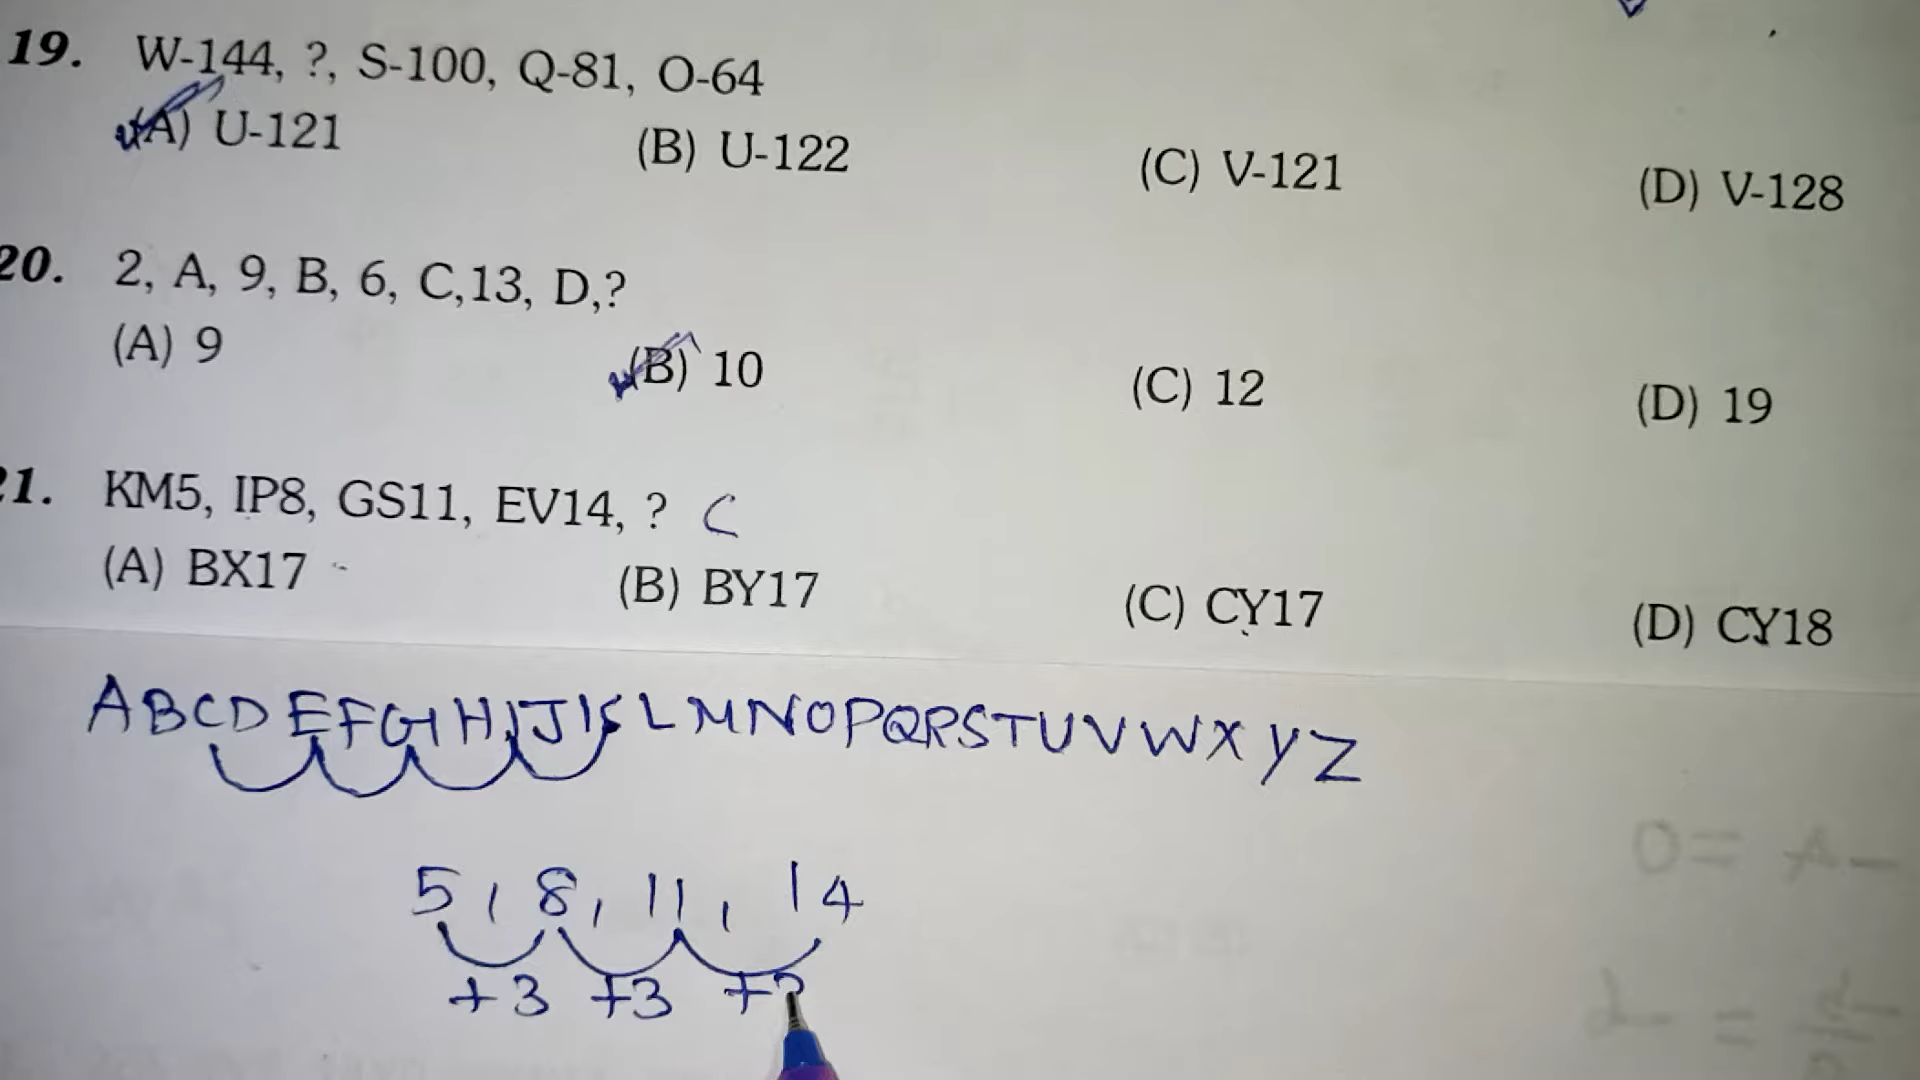 19. W-144, ?, S-100, Q-81, O-64
(A) U-121 (B) U-122 (C) V-121 (D) V-128
20. 2, A, 9, B, 6, C,13, D,?
(A) 9 (B) 10 (C) 12 (D) 19
21. KM5, IP8, GS11, EV14, ? C
(A) BX17 (B) BY17 (C) CY17 (D) CY18
A B C D E F G H I J K L M N O P Q R S T U V W X Y Z
5, 8, 11, 14
+3 +3 +